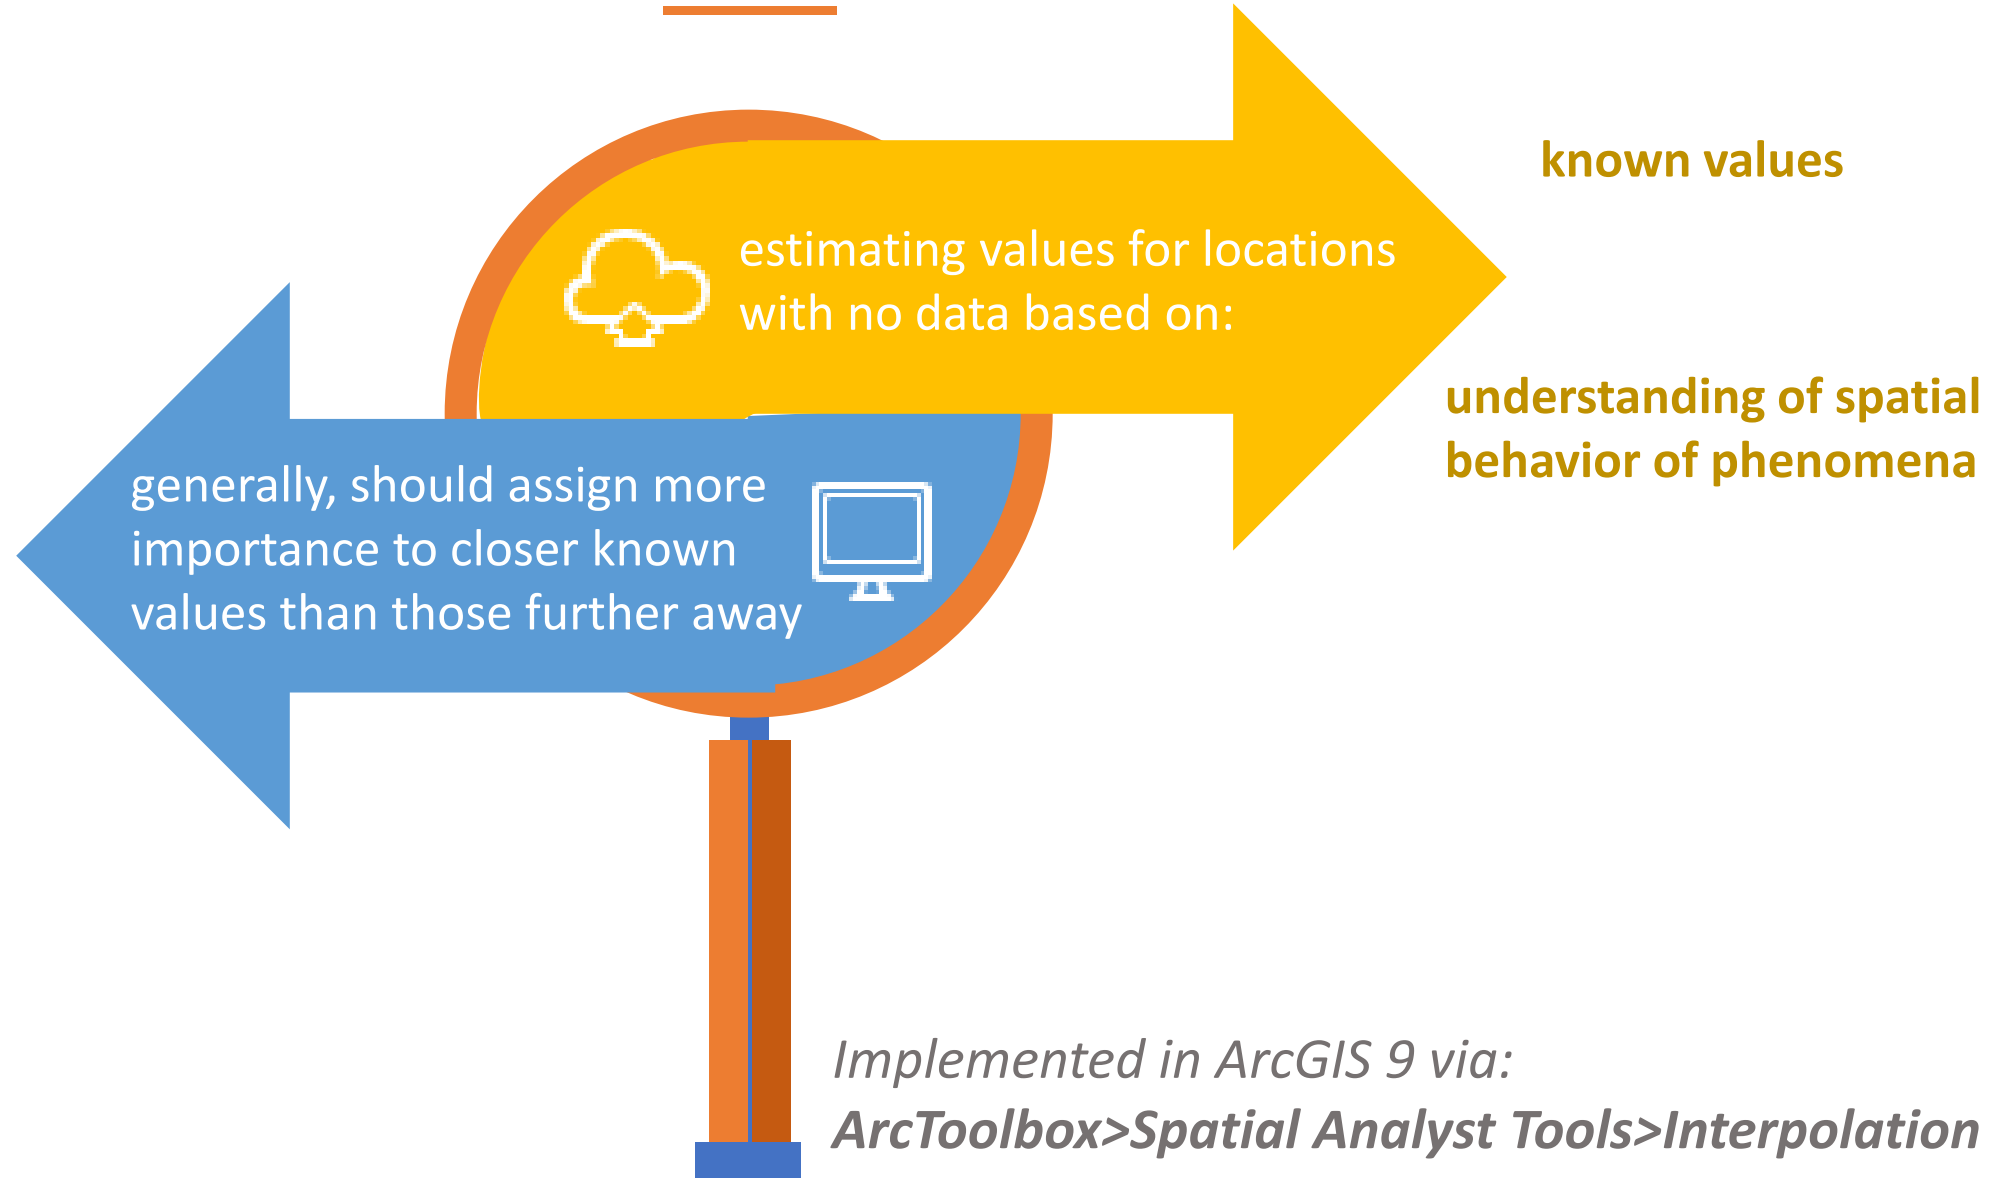 estimating values for locations
with no data based on:
known values
understanding of spatial
behavior of phenomena
generally, should assign more
importance to closer known
values than those further away
Implemented in ArcGIS 9 via:
ArcToolbox>Spatial Analyst Tools>Interpolation